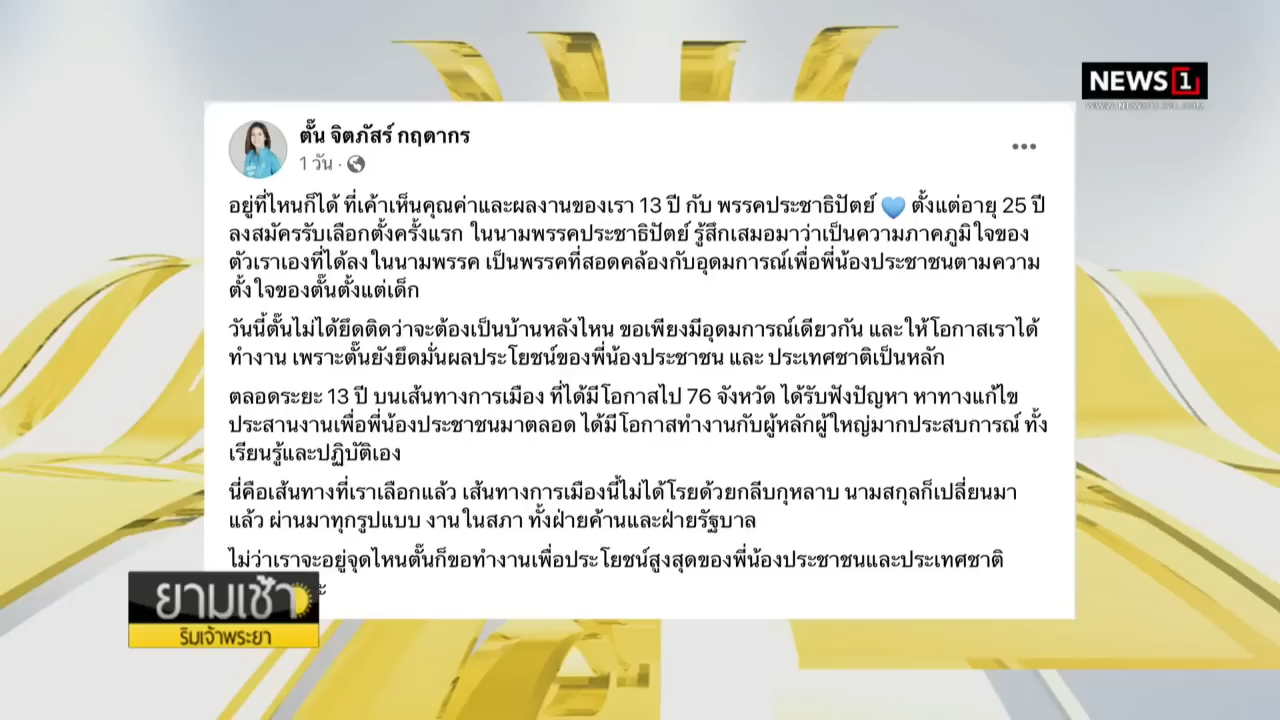 NEWS 1
ตั๊น จิตภัสร์ กฤดากร
1 วัน ·
อยู่ที่ไหนก็ได้ ที่เค้าเห็นคุณค่าและผลงานของเรา 13 ปี กับ พรรคประชาธิปัตย์ 💙 ตั้งแต่อายุ 25 ปี
ลงสมัครรับเลือกตั้งครั้งแรก ในนามพรรคประชาธิปัตย์ รู้สึกเสมอมาว่าเป็นความภาคภูมิใจของ
ตัวเราเองที่ได้ลงในนามพรรค เป็นพรรคที่สอดคล้องกับอุดมการณ์เพื่อพี่น้องประชาชนตามความ
ตั้งใจของตั๊นตั้งแต่เด็ก
วันนี้ตั๊นไม่ได้ยึดติดว่าจะต้องเป็นบ้านหลังไหน ขอเพียงมีอุดมการณ์เดียวกัน และให้โอกาสเราได้
ทำงาน เพราะตั๊นยังยึดมั่นผลประโยชน์ของพี่น้องประชาชน และ ประเทศชาติเป็นหลัก
ตลอดระยะ 13 ปี บนเส้นทางการเมือง ที่ได้มีโอกาสไป 76 จังหวัด ได้รับฟังปัญหา หาทางแก้ไข
ประสานงานเพื่อพี่น้องประชาชนมาตลอด ได้มีโอกาสทำงานกับผู้หลักผู้ใหญ่มากประสบการณ์ ทั้ง
เรียนรู้และปฏิบัติเอง
นี่คือเส้นทางที่เราเลือกแล้ว เส้นทางการเมืองนี้ไม่ได้โรยด้วยกลีบกุหลาบ นามสกุลก็เปลี่ยนมา
แล้ว ผ่านมาทุกรูปแบบ งานในสภา ทั้งฝ่ายค้านและฝ่ายรัฐบาล
ไม่ว่าเราจะอยู่จุดไหนตั๊นก็ขอทำงานเพื่อประโยชน์สูงสุดของพี่น้องประชาชนและประเทศชาติ
ยามเช้า
ริมเจ้าพระยา